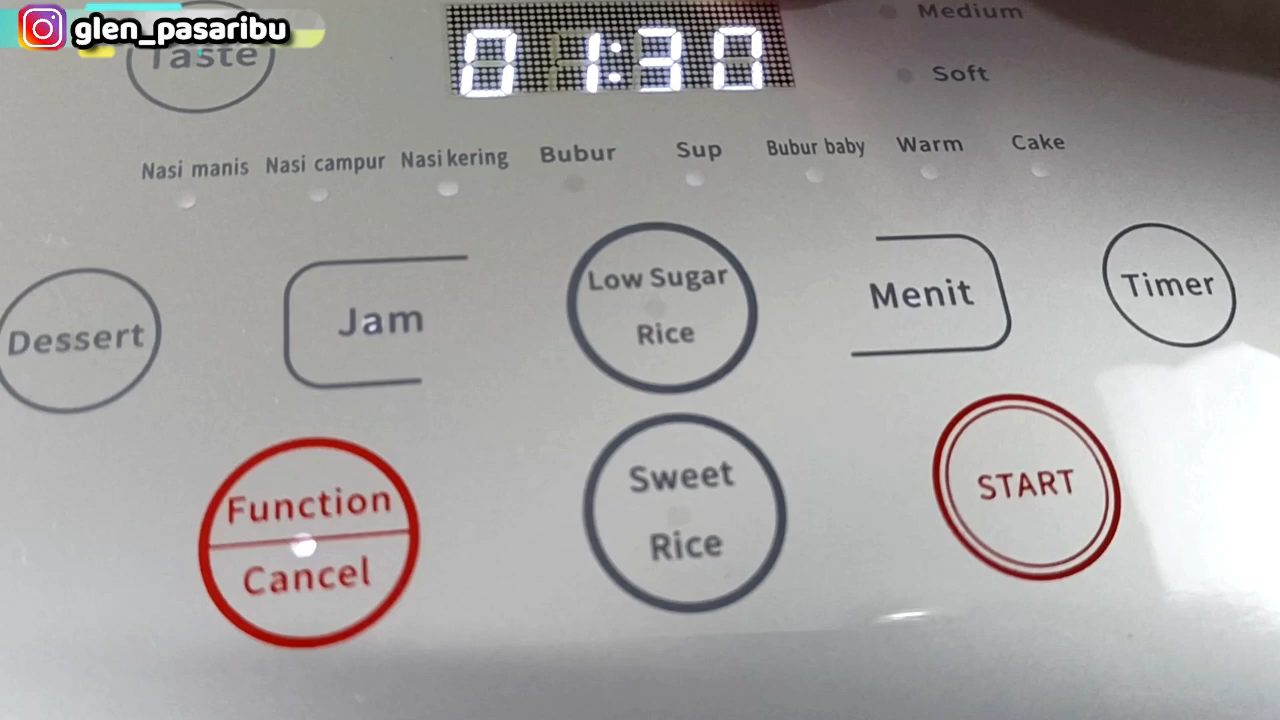 glen_pasaribu
Taste
01:30
Medium
Soft
Nasi manis Nasi campur Nasi kering Bubur Sup Bubur baby Warm Cake
Dessert
Jam
Low Sugar
Rice
Menit
Timer
Function
Cancel
Sweet
Rice
START